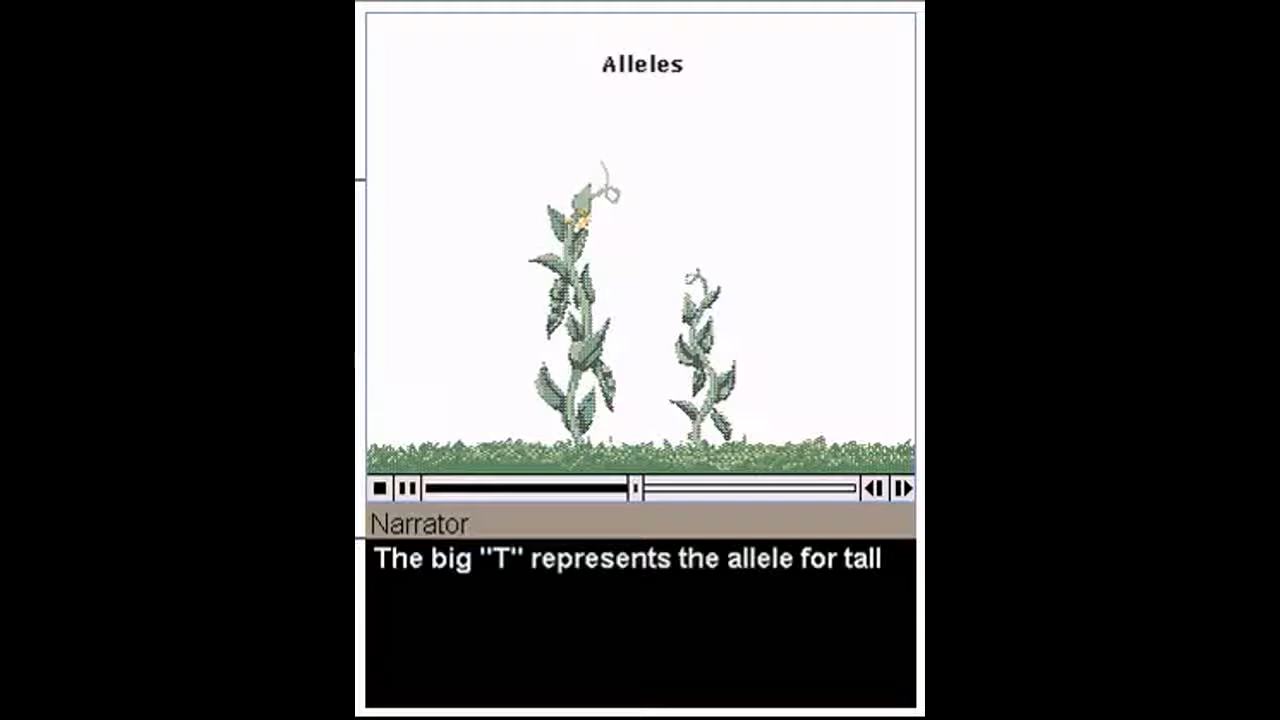 Alleles
Narrator
The big "T" represents the allele for tall